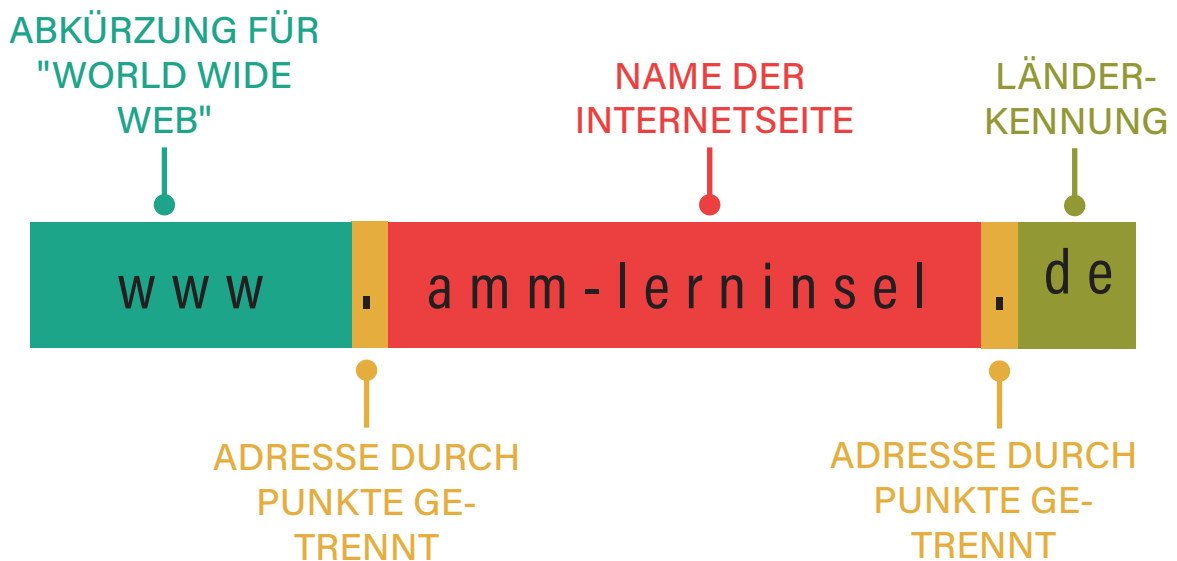 ABKÜRZUNG FÜR
"WORLD WIDE
WEB"
NAME DER
INTERNETSEITE
LÄNDER-
KENNUNG
www.amm-lerninsel.de
ADRESSE DURCH
PUNKTE GE-
TRENNT
ADRESSE DURCH
PUNKTE GE-
TRENNT